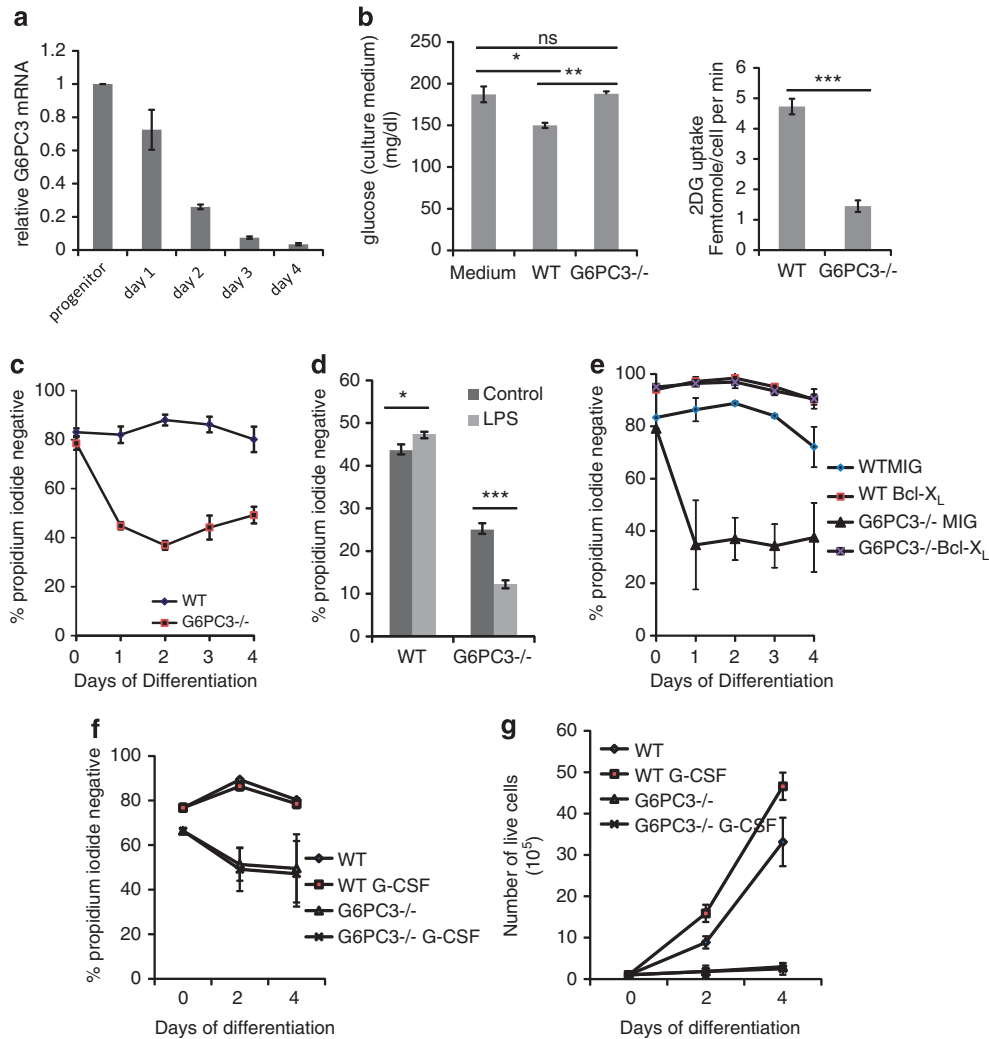 a
relative G6PC3 mRNA
1.2
1
0.8
0.6
0.4
0.2
0
progenitor
day 1
day 2
day 3
day 4
b
glucose (culture medium)
(mg/dl)
250
200
150
100
50
0
ns
*
**
Medium WT G6PC3-/-
2DG uptake
Femtomole/cell per min
6
5
4
3
2
1
0
***
WT G6PC3-/-
c
% propidium iodide negative
100
80
60
40
20
0
WT
G6PC3-/-
0 1 2 3 4
Days of Differentiation
d
% propidium iodide negative
60
50
40
30
20
10
0
*
***
Control
LPS
WT G6PC3-/-
e
% propidium iodide negative
100
80
60
40
20
0
WTMIG
WT Bcl-XL
G6PC3-/- MIG
G6PC3-/-Bcl-XL
0 1 2 3 4
Days of Differentiation
f
% propidium iodide negative
100
80
60
40
20
0
WT
WT G-CSF
G6PC3-/-
G6PC3-/- G-CSF
0 2 4
Days of differentiation
g
Number of live cells
(10⁵)
60
50
40
30
20
10
0
WT
WT G-CSF
G6PC3-/-
G6PC3-/- G-CSF
0 2 4
Days of differentiation